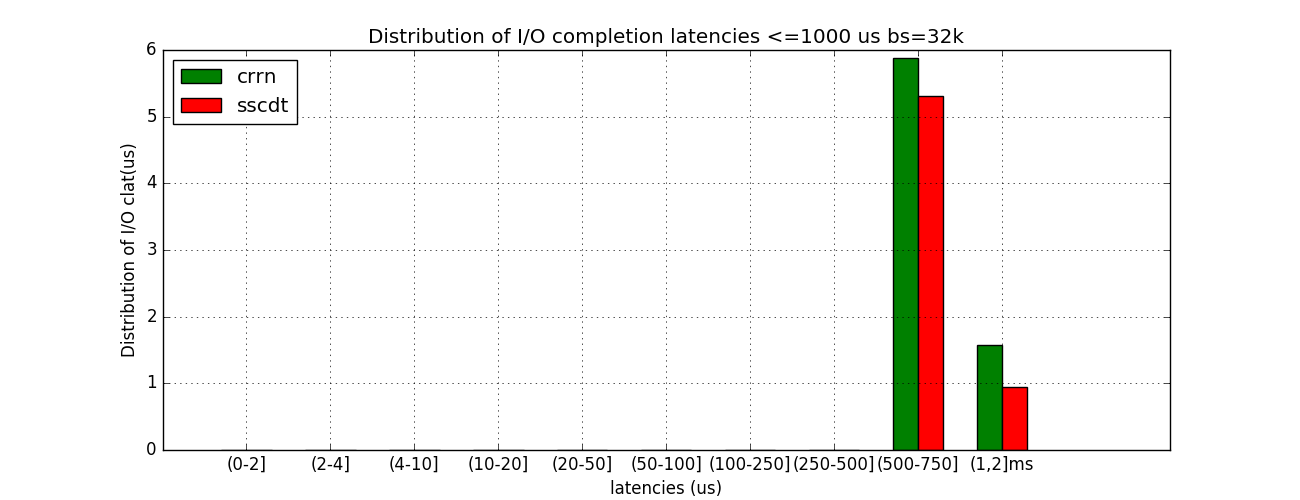 Distribution of I/O completion latencies <=1000 us bs=32k
crrn
sscdt
Distribution of I/O clat(us)
6
5
4
3
2
1
0
(0-2] (2-4] (4-10] (10-20] (20-50] (50-100] (100-250] (250-500] (500-750] (1,2]ms
latencies (us)